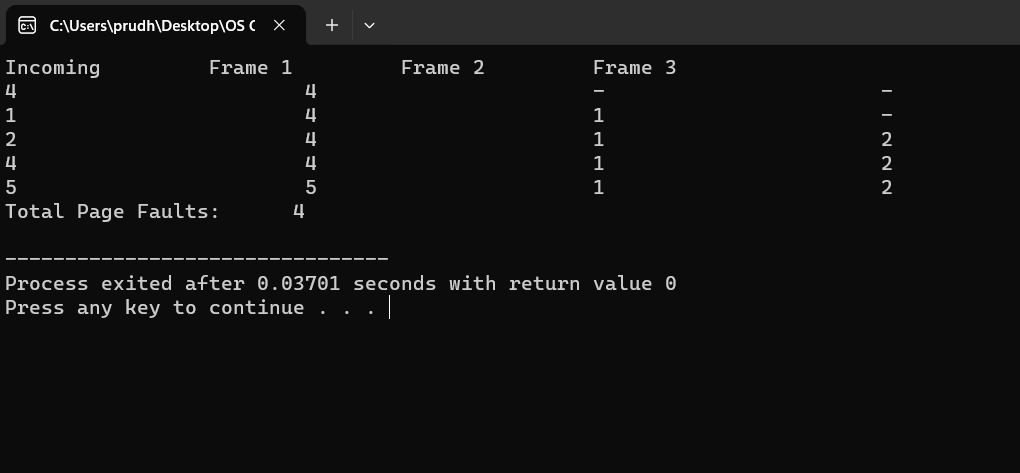 C:\Users\prudh\Desktop\OS C
Incoming Frame 1 Frame 2 Frame 3
4 4 - -
1 4 1 -
2 4 1 2
4 4 1 2
5 5 1 2
Total Page Faults: 4
--------------------------------
Process exited after 0.03701 seconds with return value 0
Press any key to continue . . .